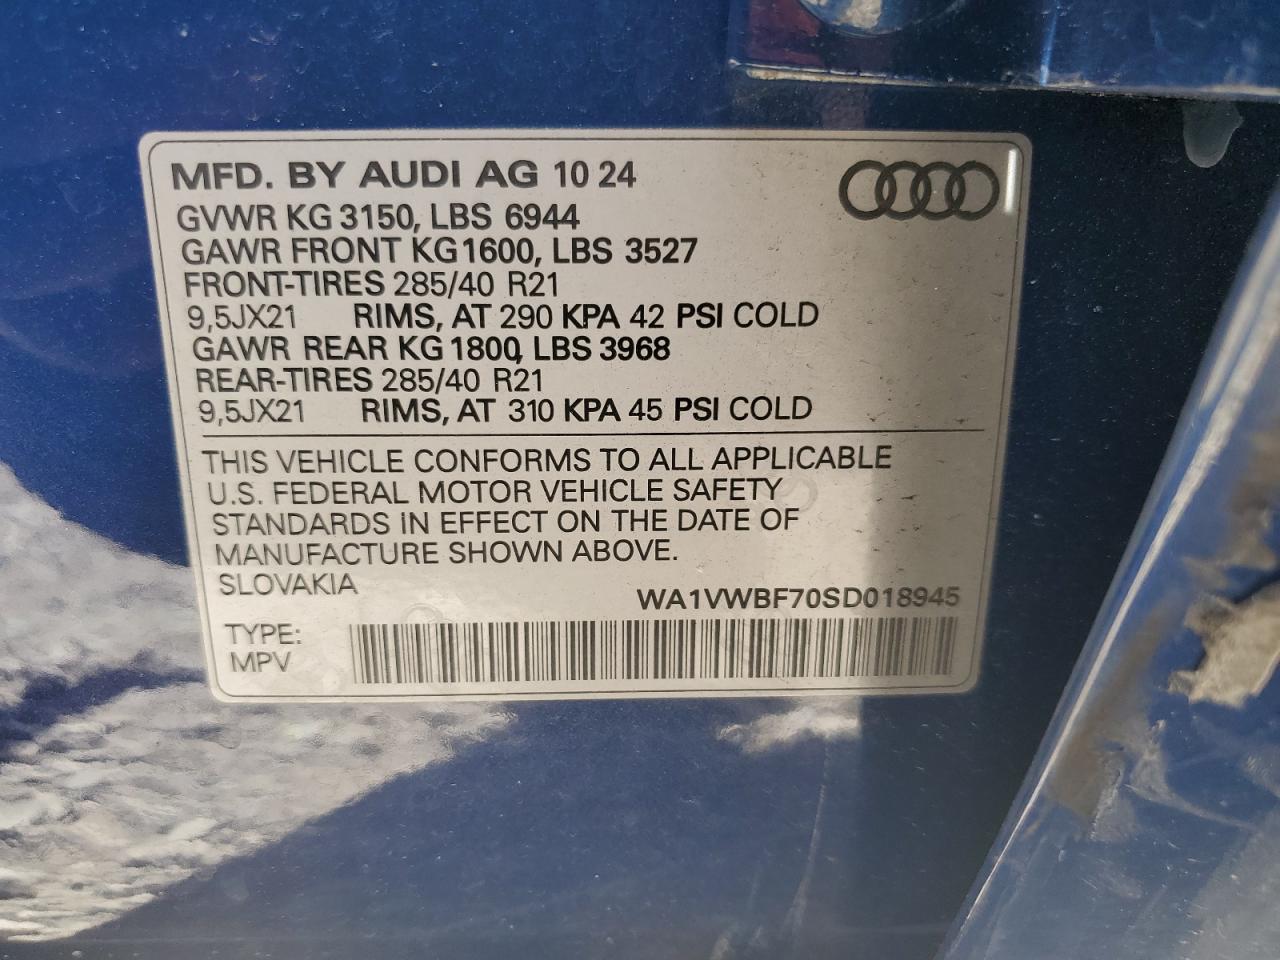 MFD. BY AUDI AG 10 24
GVWR KG 3150, LBS 6944
GAWR FRONT KG1600, LBS 3527
FRONT-TIRES 285/40 R21
9,5JX21 RIMS, AT 290 KPA 42 PSI COLD
GAWR REAR KG 1800, LBS 3968
REAR-TIRES 285/40 R21
9,5JX21 RIMS, AT 310 KPA 45 PSI COLD
THIS VEHICLE CONFORMS TO ALL APPLICABLE
U.S. FEDERAL MOTOR VEHICLE SAFETY
STANDARDS IN EFFECT ON THE DATE OF
MANUFACTURE SHOWN ABOVE.
SLOVAKIA
WA1VWBF70SD018945
TYPE:
MPV